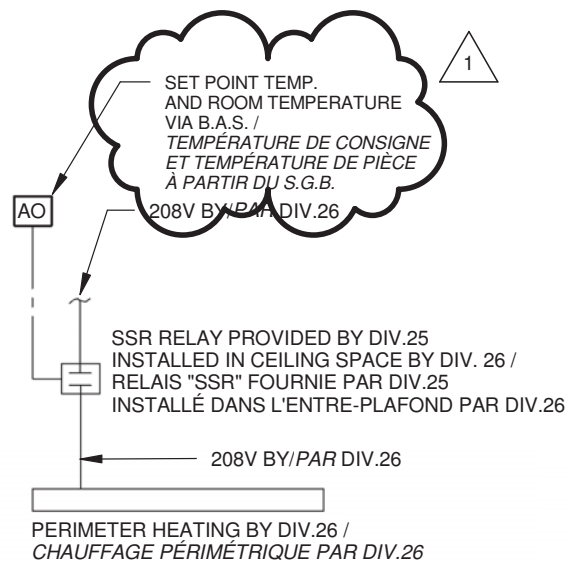 1
SET POINT TEMP.
AND ROOM TEMPERATURE
VIA B.A.S. /
TEMPÉRATURE DE CONSIGNE
ET TEMPÉRATURE DE PIÈCE
À PARTIR DU S.G.B.
AO
208V BY/PAR DIV.26
SSR RELAY PROVIDED BY DIV.25
INSTALLED IN CEILING SPACE BY DIV. 26 /
RELAIS "SSR" FOURNIE PAR DIV.25
INSTALLÉ DANS L'ENTRE-PLAFOND PAR DIV.26
208V BY/PAR DIV.26
PERIMETER HEATING BY DIV.26 /
CHAUFFAGE PÉRIMÉTRIQUE PAR DIV.26